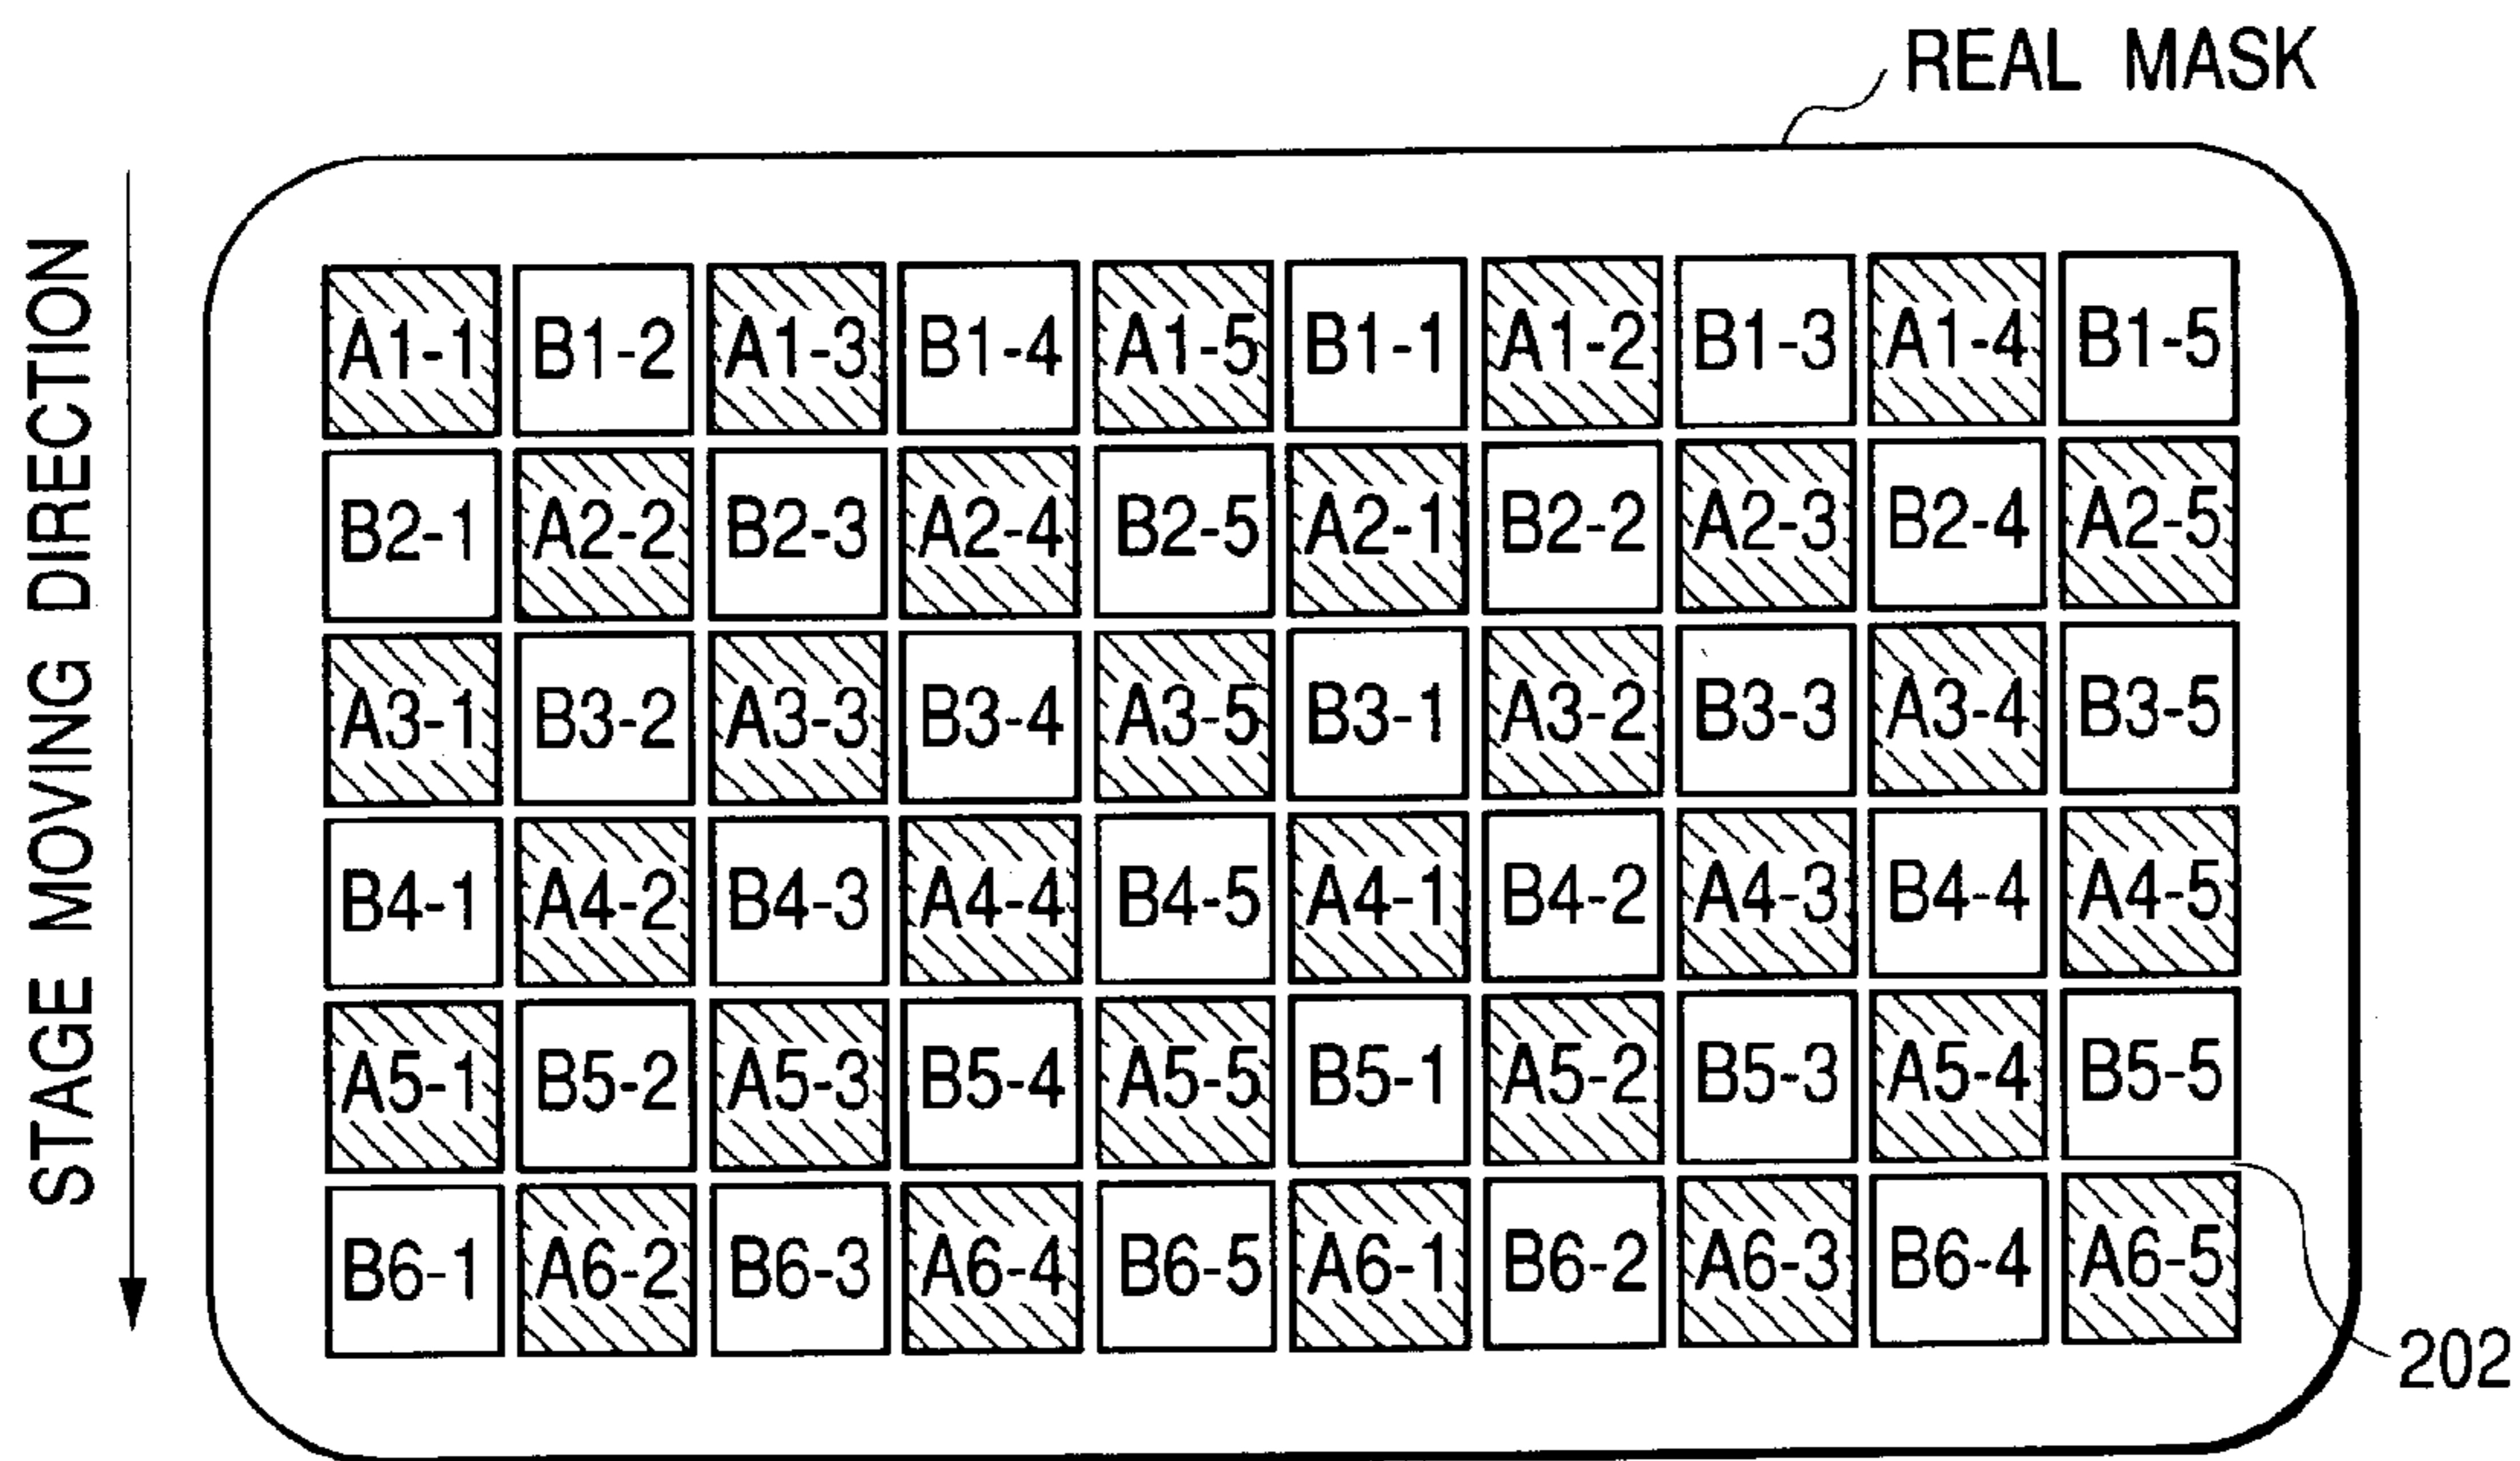 REAL MASK
STAGE MOVING DIRECTION
A1-1 B1-2 A1-3 B1-4 A1-5 B1-1 A1-2 B1-3 A1-4 B1-5
B2-1 A2-2 B2-3 A2-4 B2-5 A2-1 B2-2 A2-3 B2-4 A2-5
A3-1 B3-2 A3-3 B3-4 A3-5 B3-1 A3-2 B3-3 A3-4 B3-5
B4-1 A4-2 B4-3 A4-4 B4-5 A4-1 B4-2 A4-3 B4-4 A4-5
A5-1 B5-2 A5-3 B5-4 A5-5 B5-1 A5-2 B5-3 A5-4 B5-5
B6-1 A6-2 B6-3 A6-4 B6-5 A6-1 B6-2 A6-3 B6-4 A6-5
202